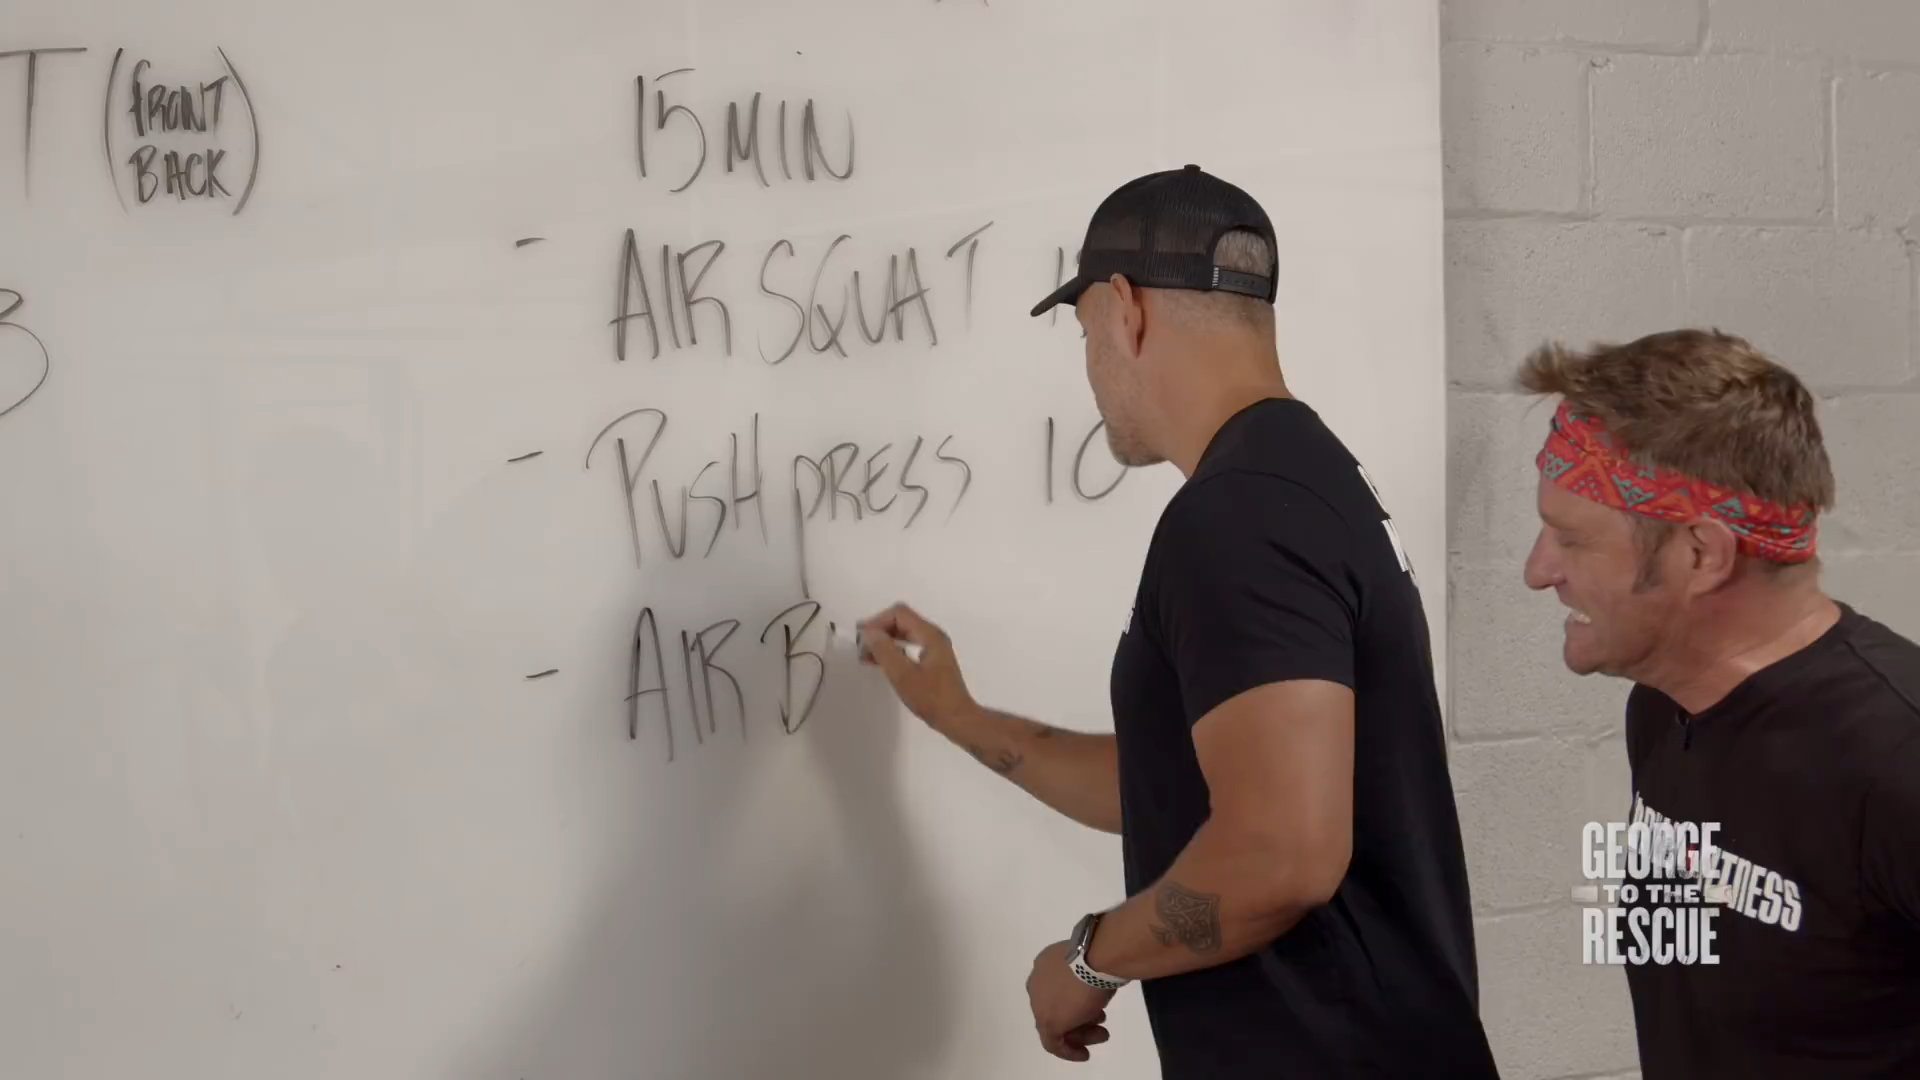 T (FRONT
BACK)
B
15 MIN
- AIR SQUAT
- PUSH PRESS 10
- AIR B
GEORGE
TO THE
RESCUE